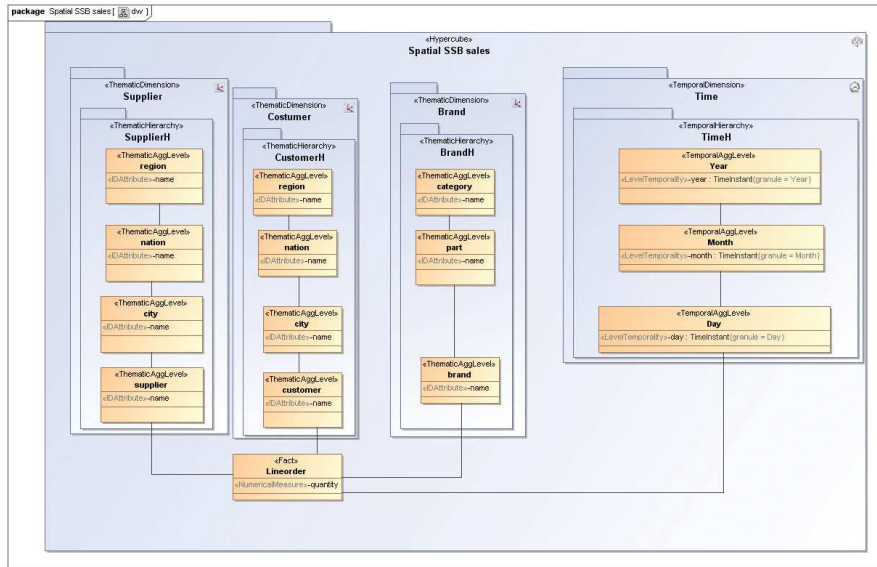 package Spatial SSB sales [ dw ]
«Hypercube»
Spatial SSB sales
«ThematicDimension»
Supplier
«ThematicHierarchy»
SupplierH
«ThematicAggLevel»
region
«IDAttribute»-name
«ThematicAggLevel»
nation
«IDAttribute»-name
«ThematicAggLevel»
city
«IDAttribute»-name
«ThematicAggLevel»
supplier
«IDAttribute»-name
«ThematicDimension»
Costumer
«ThematicHierarchy»
CustomerH
«ThematicAggLevel»
region
«IDAttribute»-name
«ThematicAggLevel»
nation
«IDAttribute»-name
«ThematicAggLevel»
city
«IDAttribute»-name
«ThematicAggLevel»
customer
«IDAttribute»-name
«ThematicDimension»
Brand
«ThematicHierarchy»
BrandH
«ThematicAggLevel»
category
«IDAttribute»-name
«ThematicAggLevel»
part
«IDAttribute»-name
«ThematicAggLevel»
brand
«IDAttribute»-name
«TemporalDimension»
Time
«TemporalHierarchy»
TimeH
«TemporalAggLevel»
Year
«LevelTemporality»-year : TimeInstant{granule = Year}
«TemporalAggLevel»
Month
«LevelTemporality»-month : TimeInstant{granule = Month}
«TemporalAggLevel»
Day
«LevelTemporality»-day : TimeInstant{granule = Day}
«Fact»
Lineorder
«NumericalMeasure»-quantity